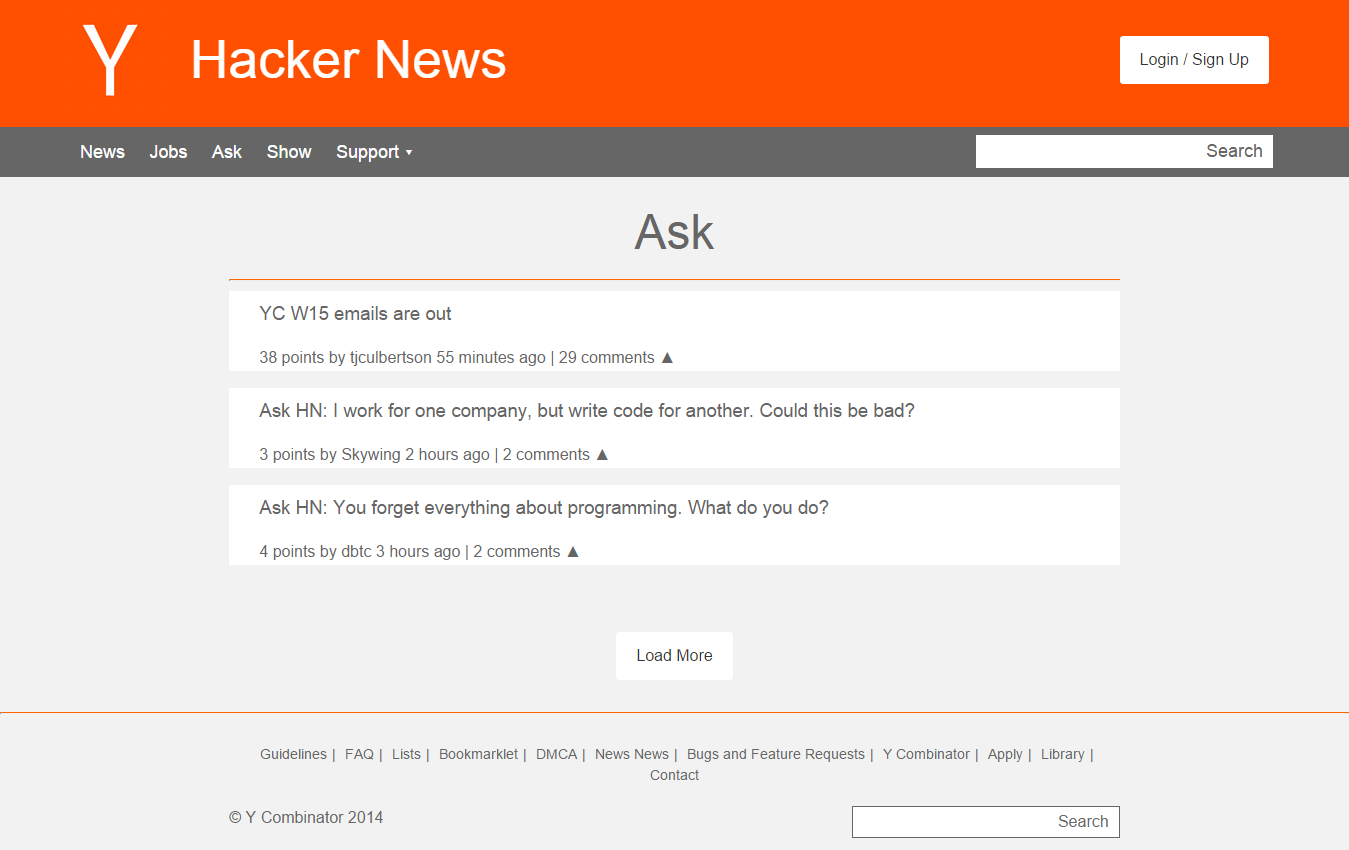 Y Hacker News
Login / Sign Up
News Jobs Ask Show Support ▾
Search
Ask
YC W15 emails are out
38 points by tjculbertson 55 minutes ago | 29 comments ▲
Ask HN: I work for one company, but write code for another. Could this be bad?
3 points by Skywing 2 hours ago | 2 comments ▲
Ask HN: You forget everything about programming. What do you do?
4 points by dbtc 3 hours ago | 2 comments ▲
Load More
Guidelines | FAQ | Lists | Bookmarklet | DMCA | News News | Bugs and Feature Requests | Y Combinator | Apply | Library |
Contact
© Y Combinator 2014
Search